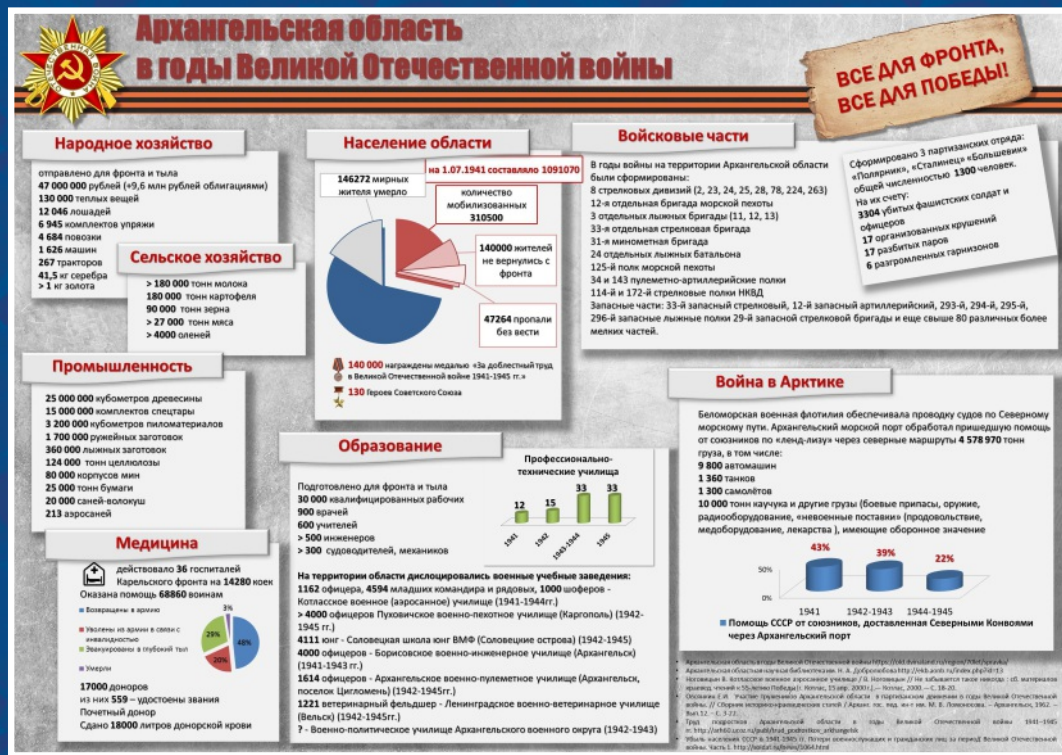 Архангельская область
в годы Великой Отечественной войны
ВСЕ ДЛЯ ФРОНТА,
ВСЕ ДЛЯ ПОБЕДЫ!
Народное хозяйство
отправлено для фронта и тыла
47 000 000 рублей (+9,6 млн рублей облигациями)
130 000 теплых вещей
12 046 лошадей
6 945 комплектов упряжи
4 684 повозки
1 626 машин
267 тракторов
41,5 кг серебра
> 1 кг золота
Сельское хозяйство
> 180 000 тонн молока
180 000 тонн картофеля
90 000 тонн зерна
> 27 000 тонн мяса
> 4000 оленей
Промышленность
25 000 000 кубометров древесины
15 000 000 комплектов спецтары
3 200 000 кубометров пиломатериалов
1 700 000 ружейных заготовок
360 000 лыжных заготовок
124 000 тонн целлюлозы
80 000 корпусов мин
25 000 тонн бумаги
20 000 саней-волокуш
213 аэросаней
Медицина
действовало 36 госпиталей
Карельского фронта на 14280 коек
Оказана помощь 68860 воинам
Возвращены в армию
Уволены из армии в связи с
инвалидностью
Эвакуированы в глубокий тыл
Умерли
3%
29%
48%
20%
17000 доноров
из них 559 – удостоены звания
Почетный донор
Сдано 18000 литров донорской крови
Население области
на 1.07.1941 составляло 1091070
146272 мирных
жителя умерло
количество
мобилизованных
310500
140000 жителей
не вернулись с
фронта
47264 пропали
без вести
140 000 награждены медалью «За доблестный труд
в Великой Отечественной войне 1941-1945 гг.»
130 Героев Советского Союза
Образование
Подготовлено для фронта и тыла
30 000 квалифицированных рабочих
900 врачей
600 учителей
> 500 инженеров
> 300 судоводителей, механиков
Профессионально-
технические училища
12 15 33 33
1941 1942 1943-1944 1945
На территории области дислоцировались военные учебные заведения:
1162 офицера, 4594 младших командира и рядовых, 1000 шоферов -
Котласское военное (аэросанное) училище (1941-1944гг.)
> 4000 офицеров Пуховичское военно-пехотное училище (Каргополь) (1942-
1945 гг.)
4111 юнг - Соловецкая школа юнг ВМФ (Соловецкие острова) (1942-1945)
4000 офицеров - Борисовское военно-инженерное училище (Архангельск)
(1941-1943 гг.)
1614 офицеров - Архангельское военно-пулеметное училище (Архангельск,
поселок Цигломень) (1942-1945гг.)
1221 ветеринарный фельдшер - Ленинградское военно-ветеринарное училище
(Вельск) (1942-1945гг.)
? - Военно-политическое училище Архангельского военного округа (1942-1943)
Войсковые части
В годы войны на территории Архангельской области
были сформированы:
8 стрелковых дивизий (2, 23, 24, 25, 28, 78, 224, 263)
12-я отдельная бригада морской пехоты
3 отдельных лыжных бригады (11, 12, 13)
33-я отдельная стрелковая бригада
31-я минометная бригада
24 отдельных лыжных батальона
125-й полк морской пехоты
34 и 143 пулеметно-артиллерийские полки
114-й и 172-й стрелковые полки НКВД
Запасные части: 33-й запасный стрелковый, 12-й запасный артиллерийский, 293-й, 294-й, 295-й,
296-й запасные лыжные полки 29-й запасной стрелковой бригады и еще свыше 80 различных более
мелких частей.
Сформировано 3 партизанских отряда:
«Полярник», «Сталинец» «Большевик»
общей численностью 1300 человек.
На их счету:
3304 убитых фашистских солдат и
офицеров
17 организованных крушений
17 разбитых паров
6 разгромленных гарнизонов
Война в Арктике
Беломорская военная флотилия обеспечивала проводку судов по Северному
морскому пути. Архангельский морской порт обработал пришедшую помощь
от союзников по «ленд-лизу» через северные маршруты 4 578 970 тонн
груза, в том числе:
9 800 автомашин
1 360 танков
1 300 самолётов
10 000 тонн каучука и другие грузы (боевые припасы, оружие,
радиооборудование, «невоенные поставки» (продовольствие,
медоборудование, лекарства ), имеющие оборонное значение
43% 39% 22%
50%
0%
1941 1942-1943 1944-1945
Помощь СССР от союзников, доставленная Северными Конвоями
через Архангельский порт